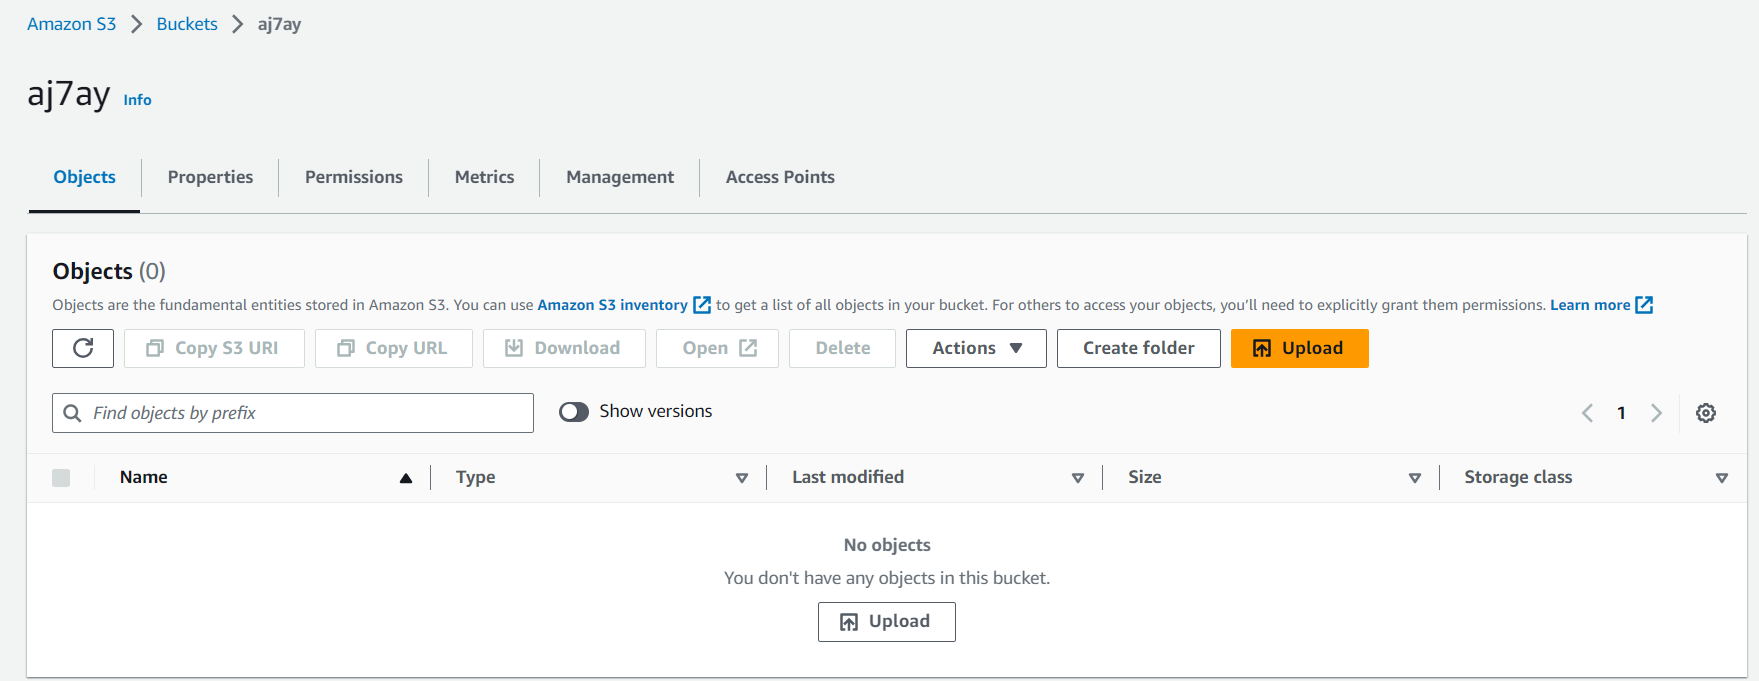 Amazon S3 > Buckets > aj7ay
aj7ay Info
Objects Properties Permissions Metrics Management Access Points
Objects (0)
Objects are the fundamental entities stored in Amazon S3. You can use Amazon S3 inventory to get a list of all objects in your bucket. For others to access your objects, you’ll need to explicitly grant them permissions. Learn more
Copy S3 URI Copy URL Download Open Delete Actions Create folder Upload
Find objects by prefix Show versions 1
Name Type Last modified Size Storage class
No objects
You don't have any objects in this bucket.
Upload